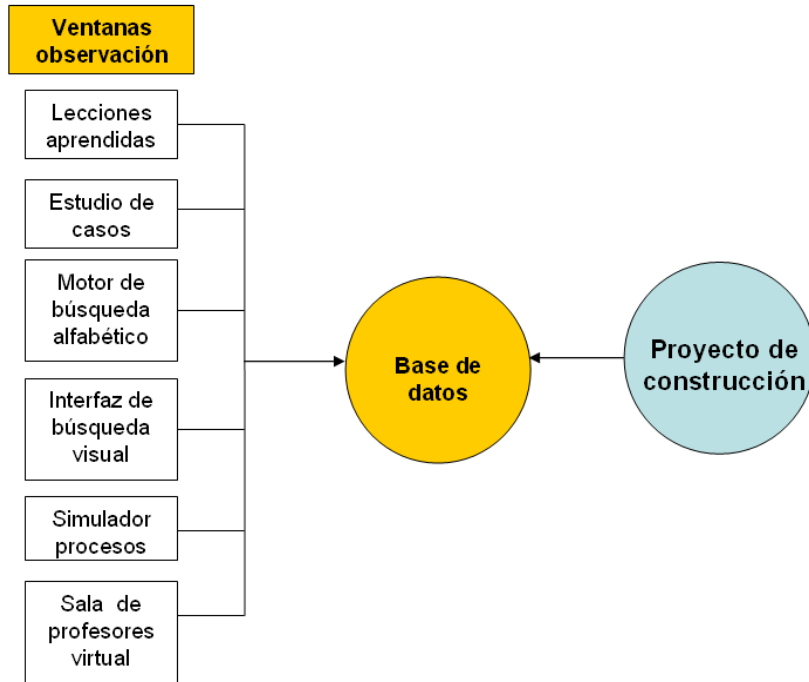 Ventanas
observación
Lecciones
aprendidas
Estudio de
casos
Motor de
búsqueda
alfabético
Interfaz de
búsqueda
visual
Simulador
procesos
Sala de
profesores
virtual
Base de
datos
Proyecto de
construcción